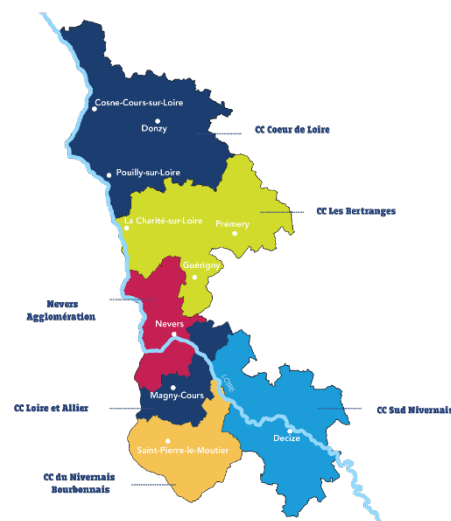 Cosne-Cours-sur-Loire
Donzy
CC Coeur de Loire
Pouilly-sur-Loire
CC Les Bertranges
La Charité-sur-Loire
Prémery
Guérigny
Nevers
Agglomération
Nevers
LOIRE
Magny-Cours
CC Loire et Allier
CC Sud Nivernais
Decize
Saint-Pierre-le-Moutier
CC du Nivernais
Bourbonnais